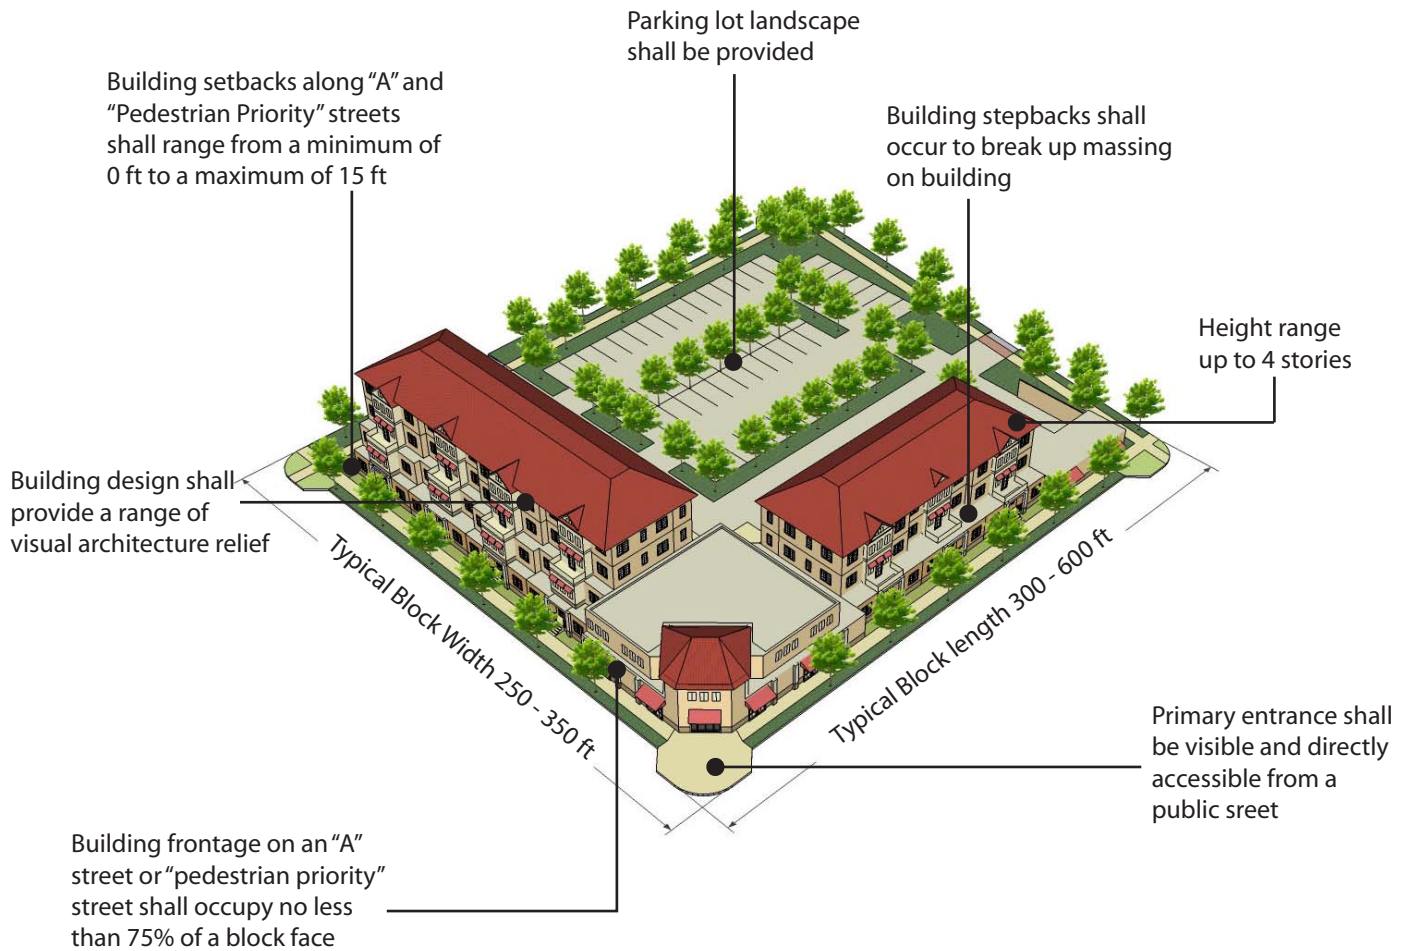 Parking lot landscape
shall be provided
Building setbacks along “A” and
“Pedestrian Priority” streets
shall range from a minimum of
0 ft to a maximum of 15 ft
Building stepbacks shall
occur to break up massing
on building
Height range
up to 4 stories
Building design shall
provide a range of
visual architecture relief
Typical Block Width 250 - 350 ft
Typical Block length 300 - 600 ft
Primary entrance shall
be visible and directly
accessible from a
public sreet
Building frontage on an “A”
street or “pedestrian priority”
street shall occupy no less
than 75% of a block face